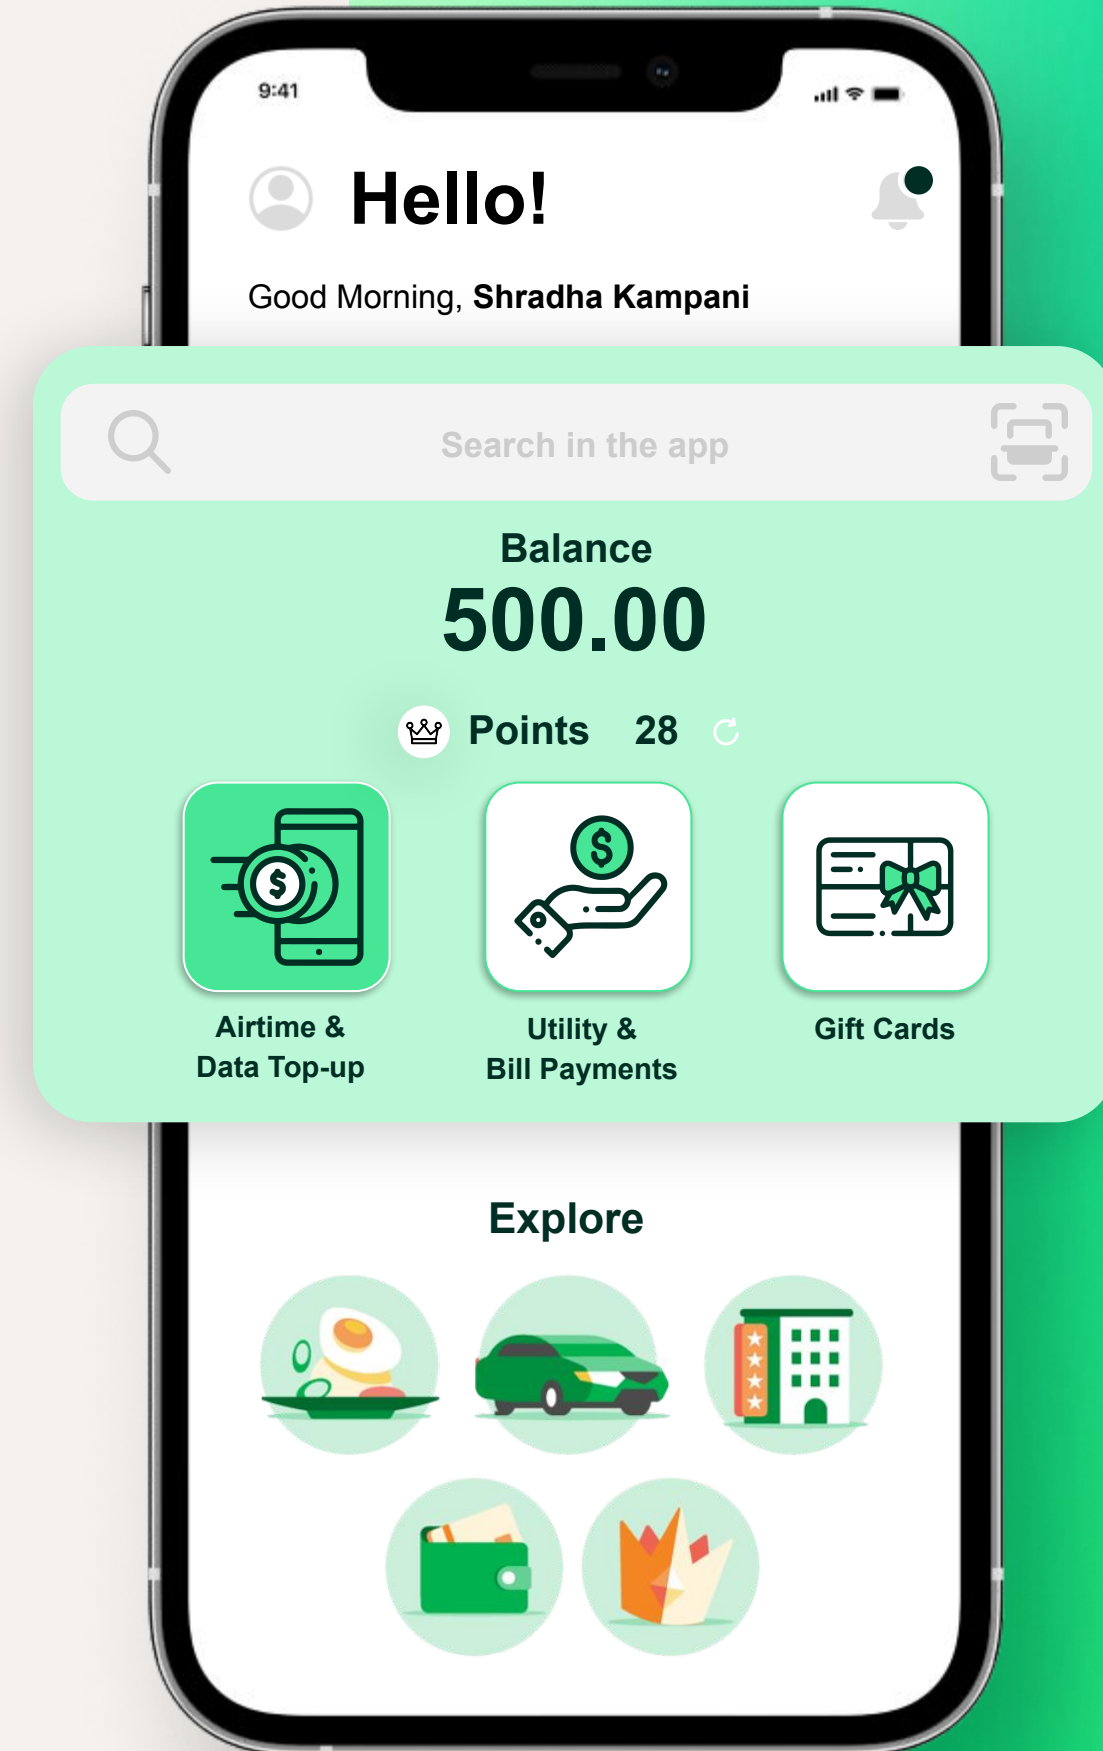 9:41
Hello!
Good Morning, Shradha Kampani
Search in the app
Balance
500.00
Points 28
Airtime &
Data Top-up
Utility &
Bill Payments
Gift Cards
Explore